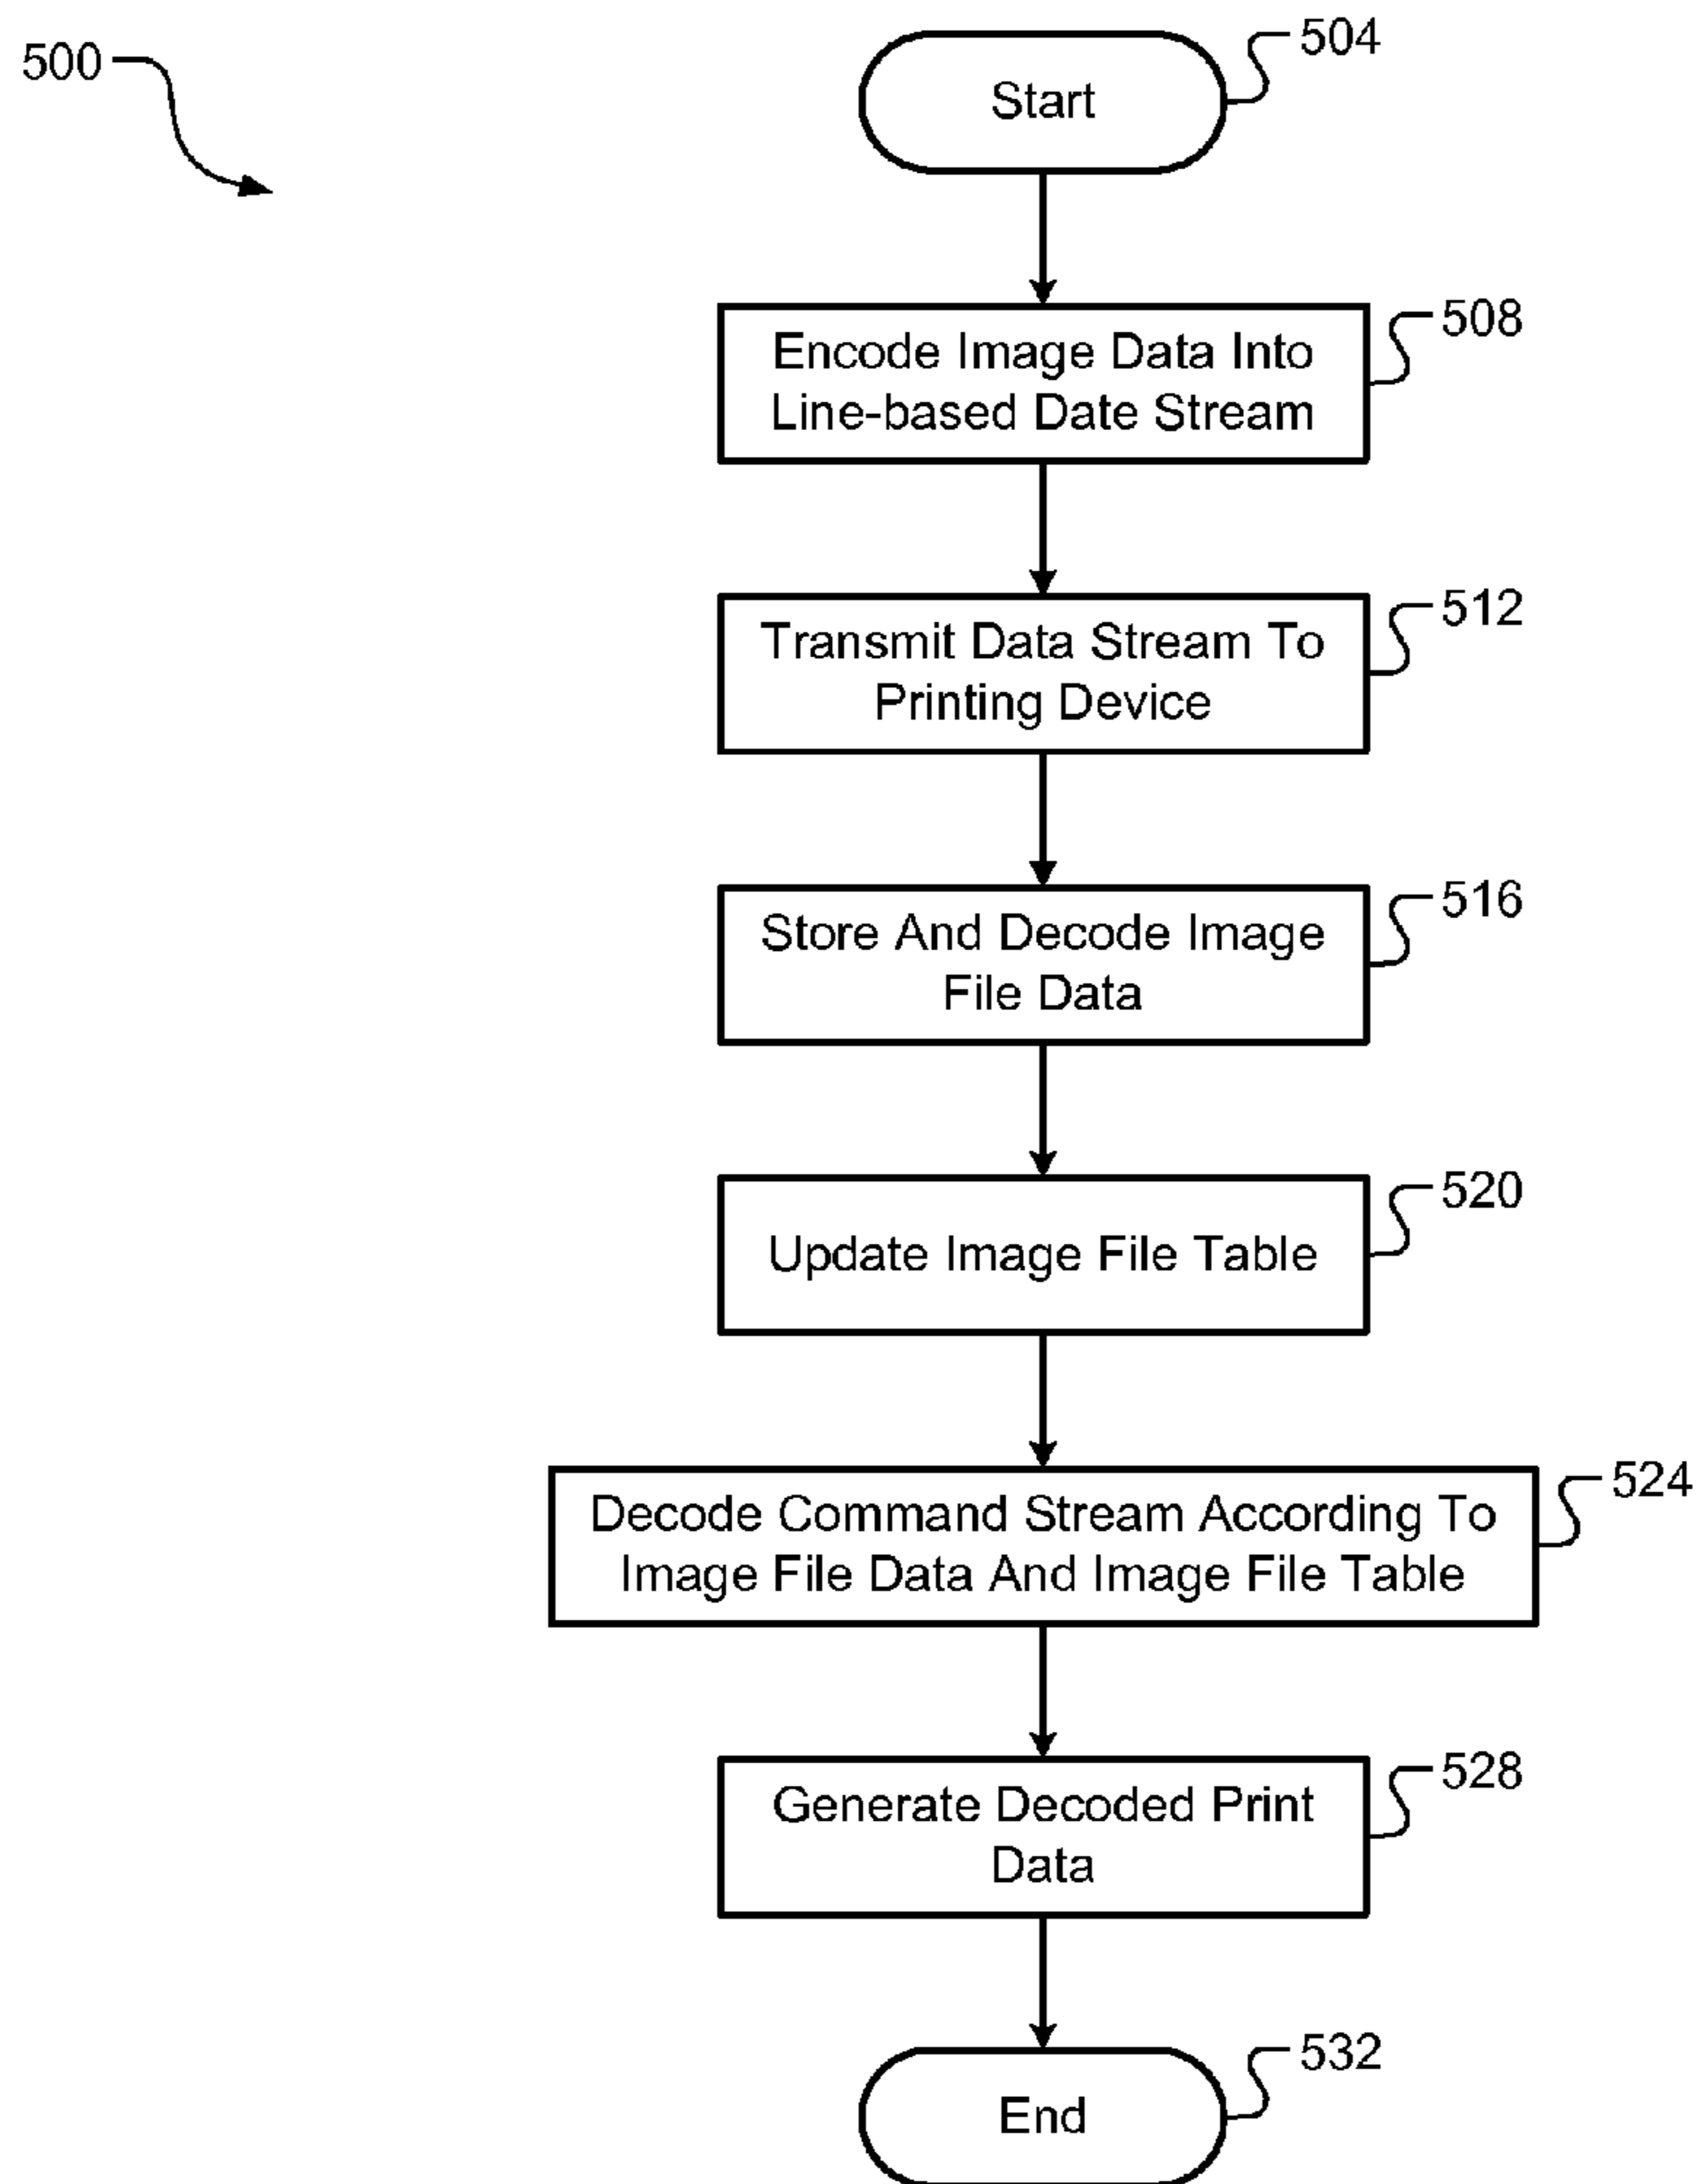 500
Start
504
Encode Image Data Into
Line-based Date Stream
508
Transmit Data Stream To
Printing Device
512
Store And Decode Image
File Data
516
Update Image File Table
520
Decode Command Stream According To
Image File Data And Image File Table
524
Generate Decoded Print
Data
528
End
532